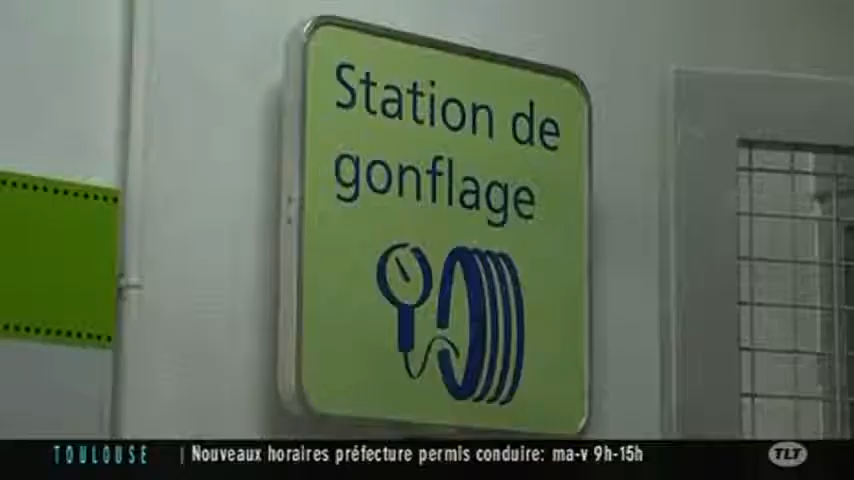 Station de
gonflage
TOULOUSE | Nouveaux horaires préfecture permis conduire: ma-v 9h-15h
TLT